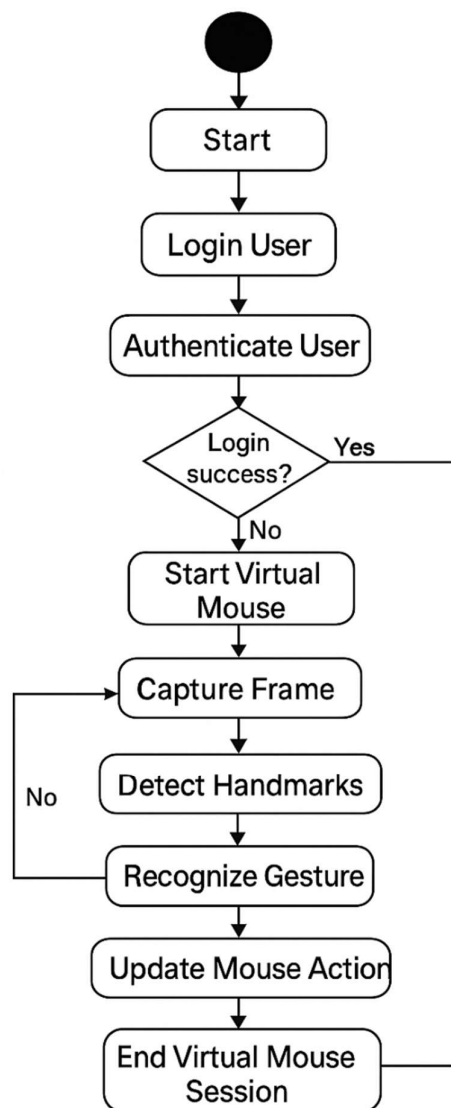 Start
Login User
Authenticate User
Login
success?
Yes
No
Start Virtual
Mouse
Capture Frame
Detect Handmarks
No
Recognize Gesture
Update Mouse Action
End Virtual Mouse
Session